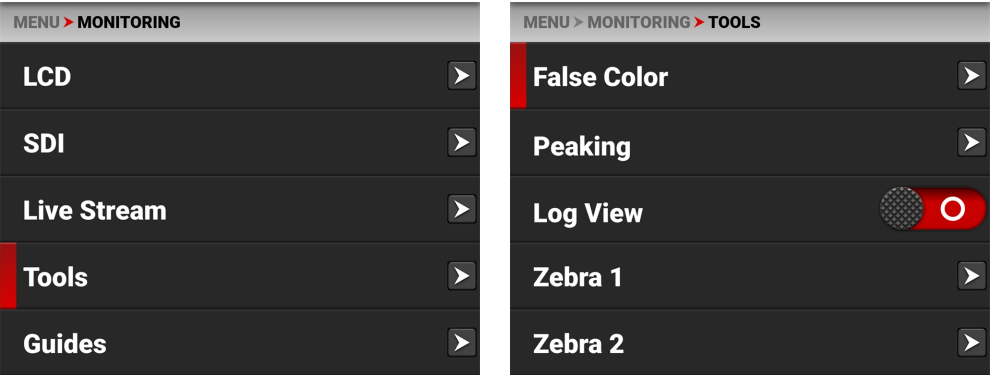 MENU > MONITORING
LCD
SDI
Live Stream
Tools
Guides
MENU > MONITORING > TOOLS
False Color
Peaking
Log View
Zebra 1
Zebra 2